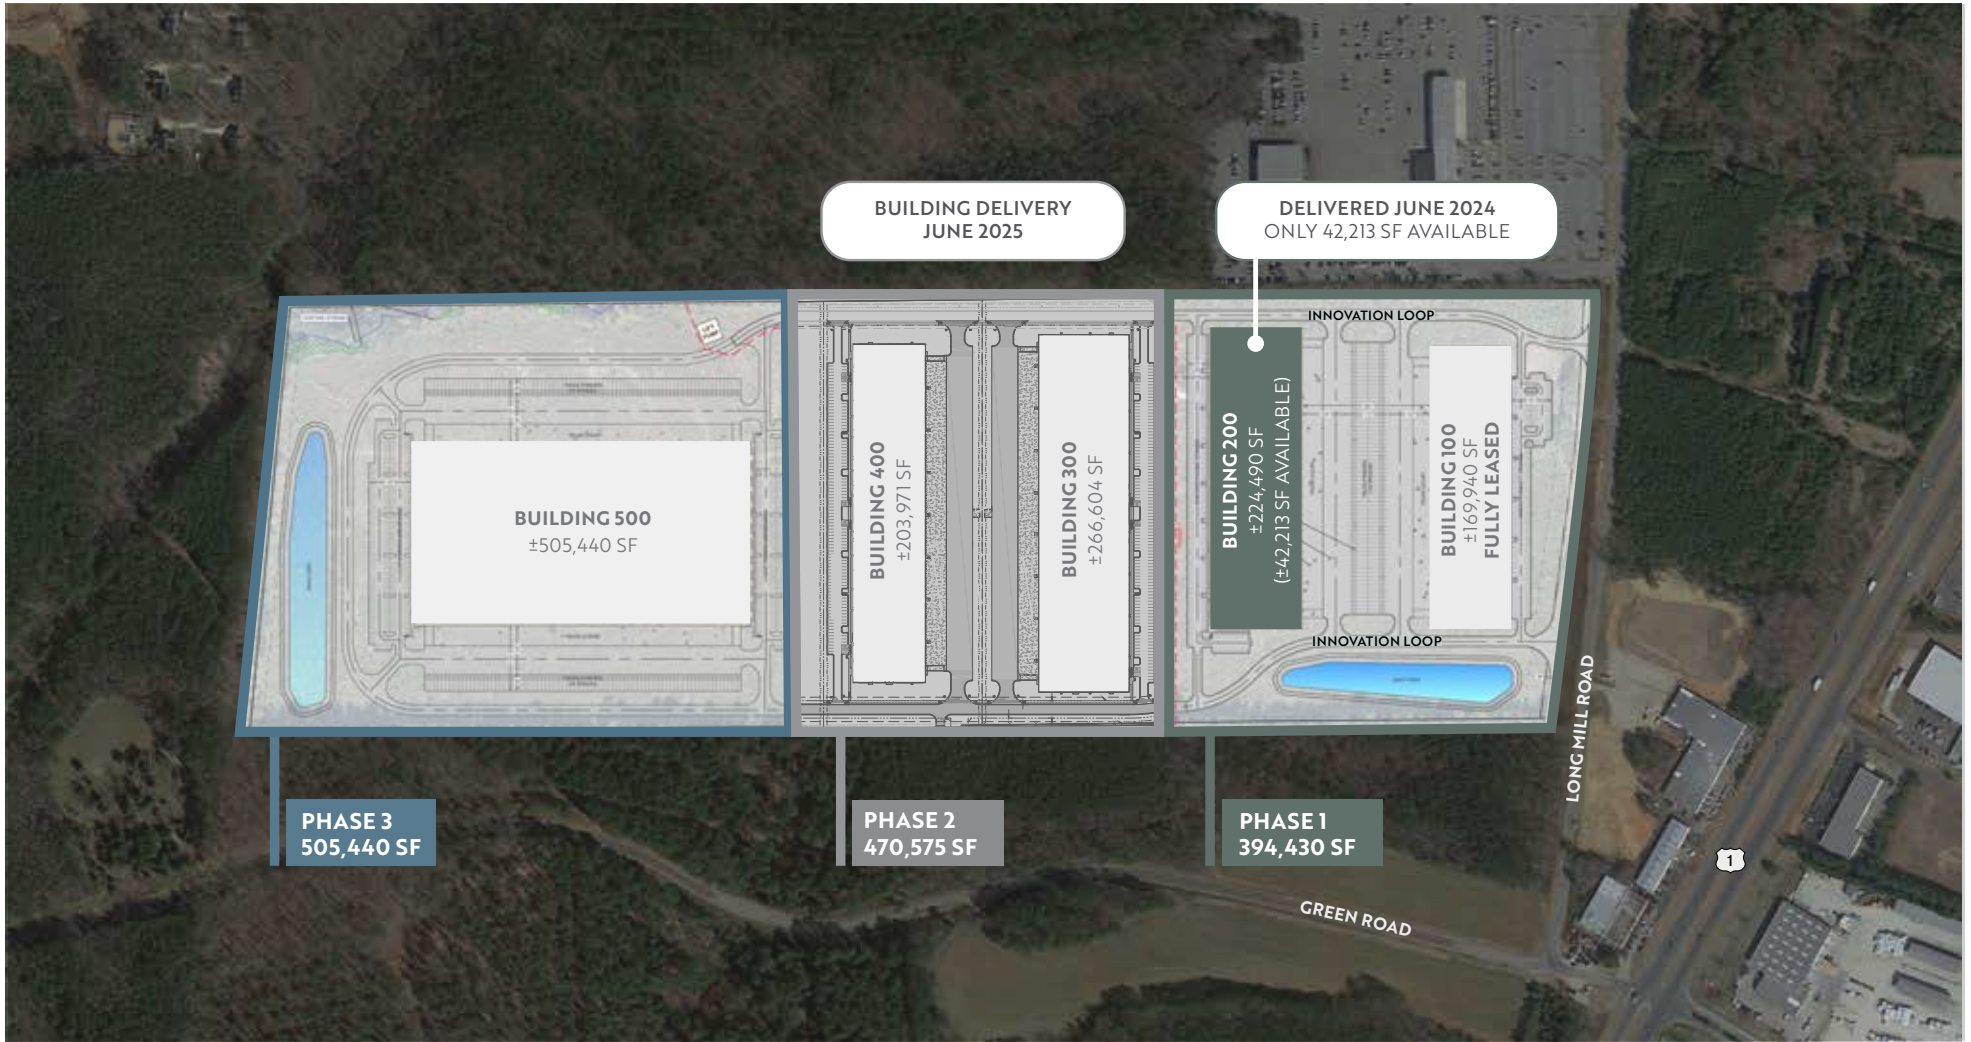 BUILDING DELIVERY
JUNE 2025
DELIVERED JUNE 2024
ONLY 42,213 SF AVAILABLE
INNOVATION LOOP
BUILDING 500
±505,440 SF
BUILDING 400
±203,971 SF
BUILDING 300
±266,604 SF
BUILDING 200
±224,490 SF
(±42,213 SF AVAILABLE)
BUILDING 100
±169,940 SF
FULLY LEASED
INNOVATION LOOP
LONG MILL ROAD
PHASE 3
505,440 SF
PHASE 2
470,575 SF
PHASE 1
394,430 SF
1
GREEN ROAD